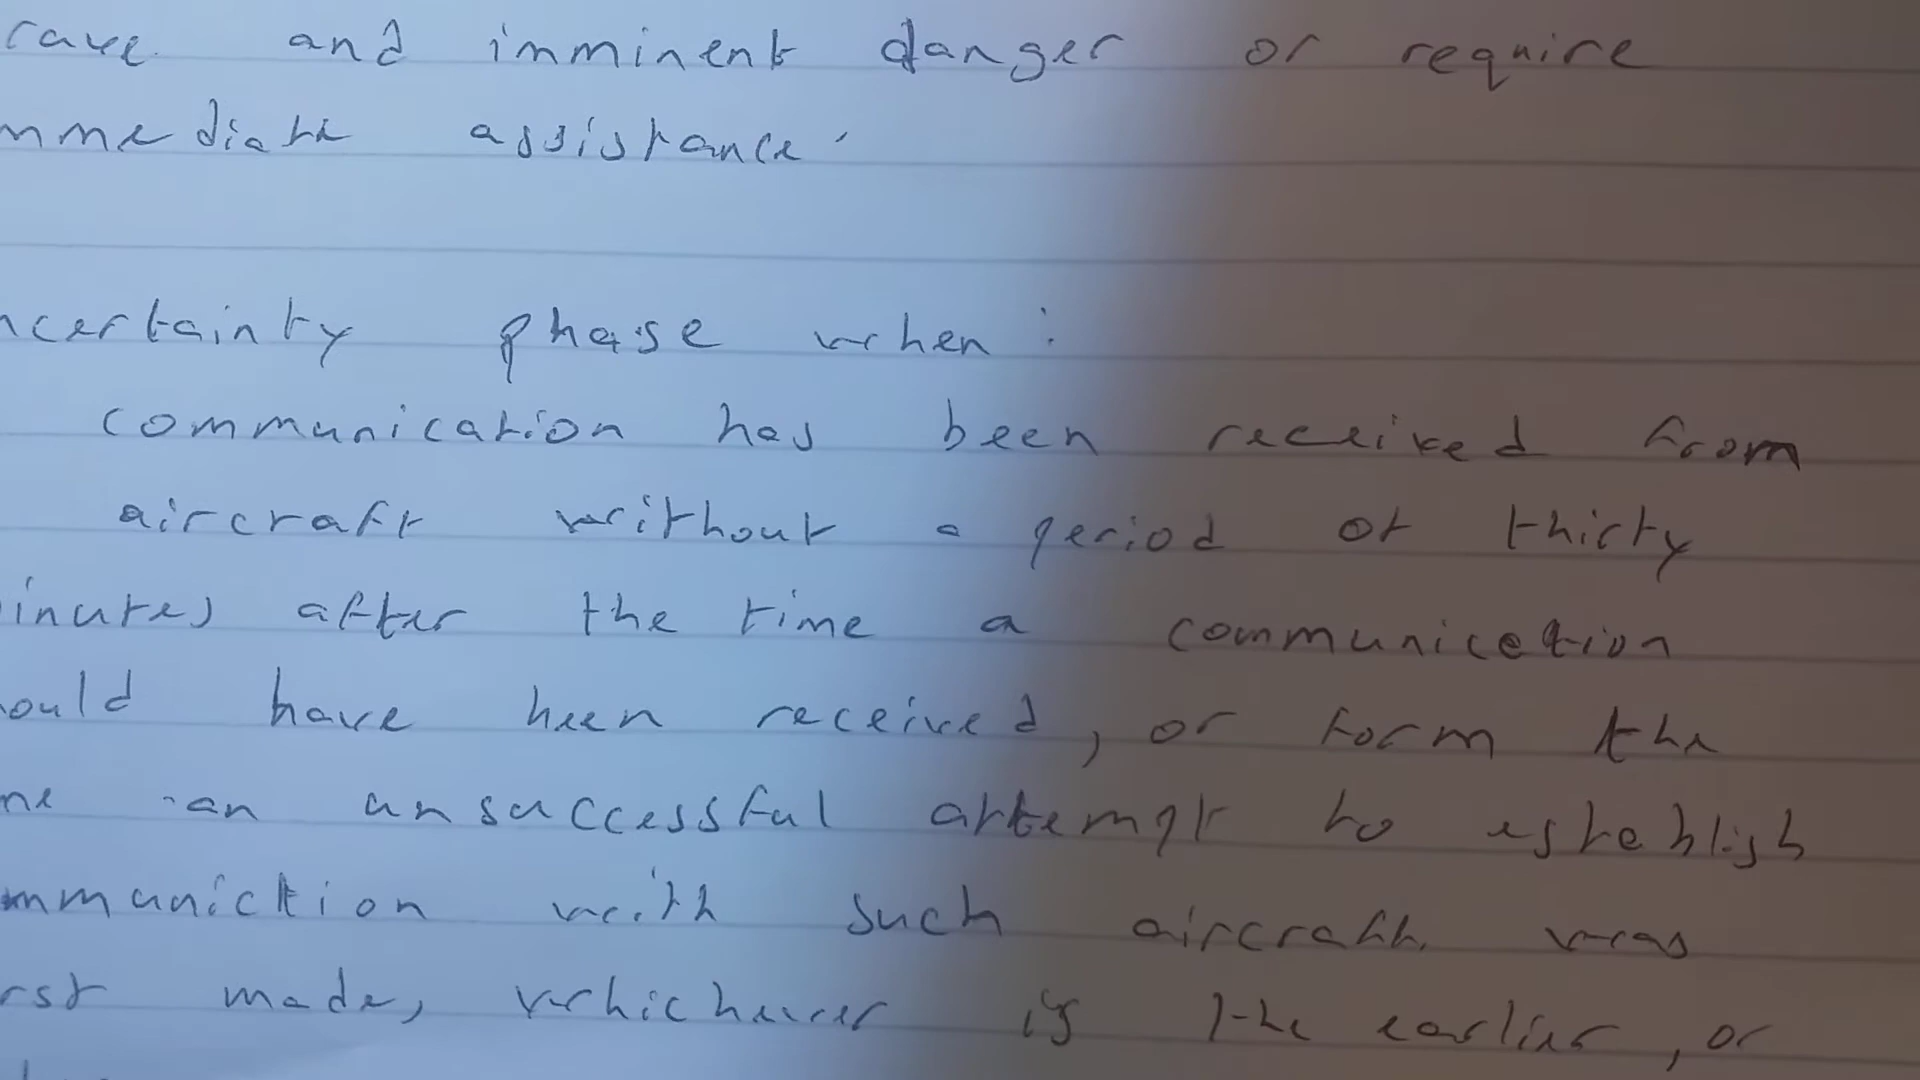 rave and imminent danger or require
mmediate assistance.
ncertainty phase when:
communication has been received from
aircraft without a period of thirty
inutes after the time a communication
ould have been received, or form the
me an unsuccessful attempt to establish
mmuniction with such aircraft was
rst made, whichever is the earlier, or